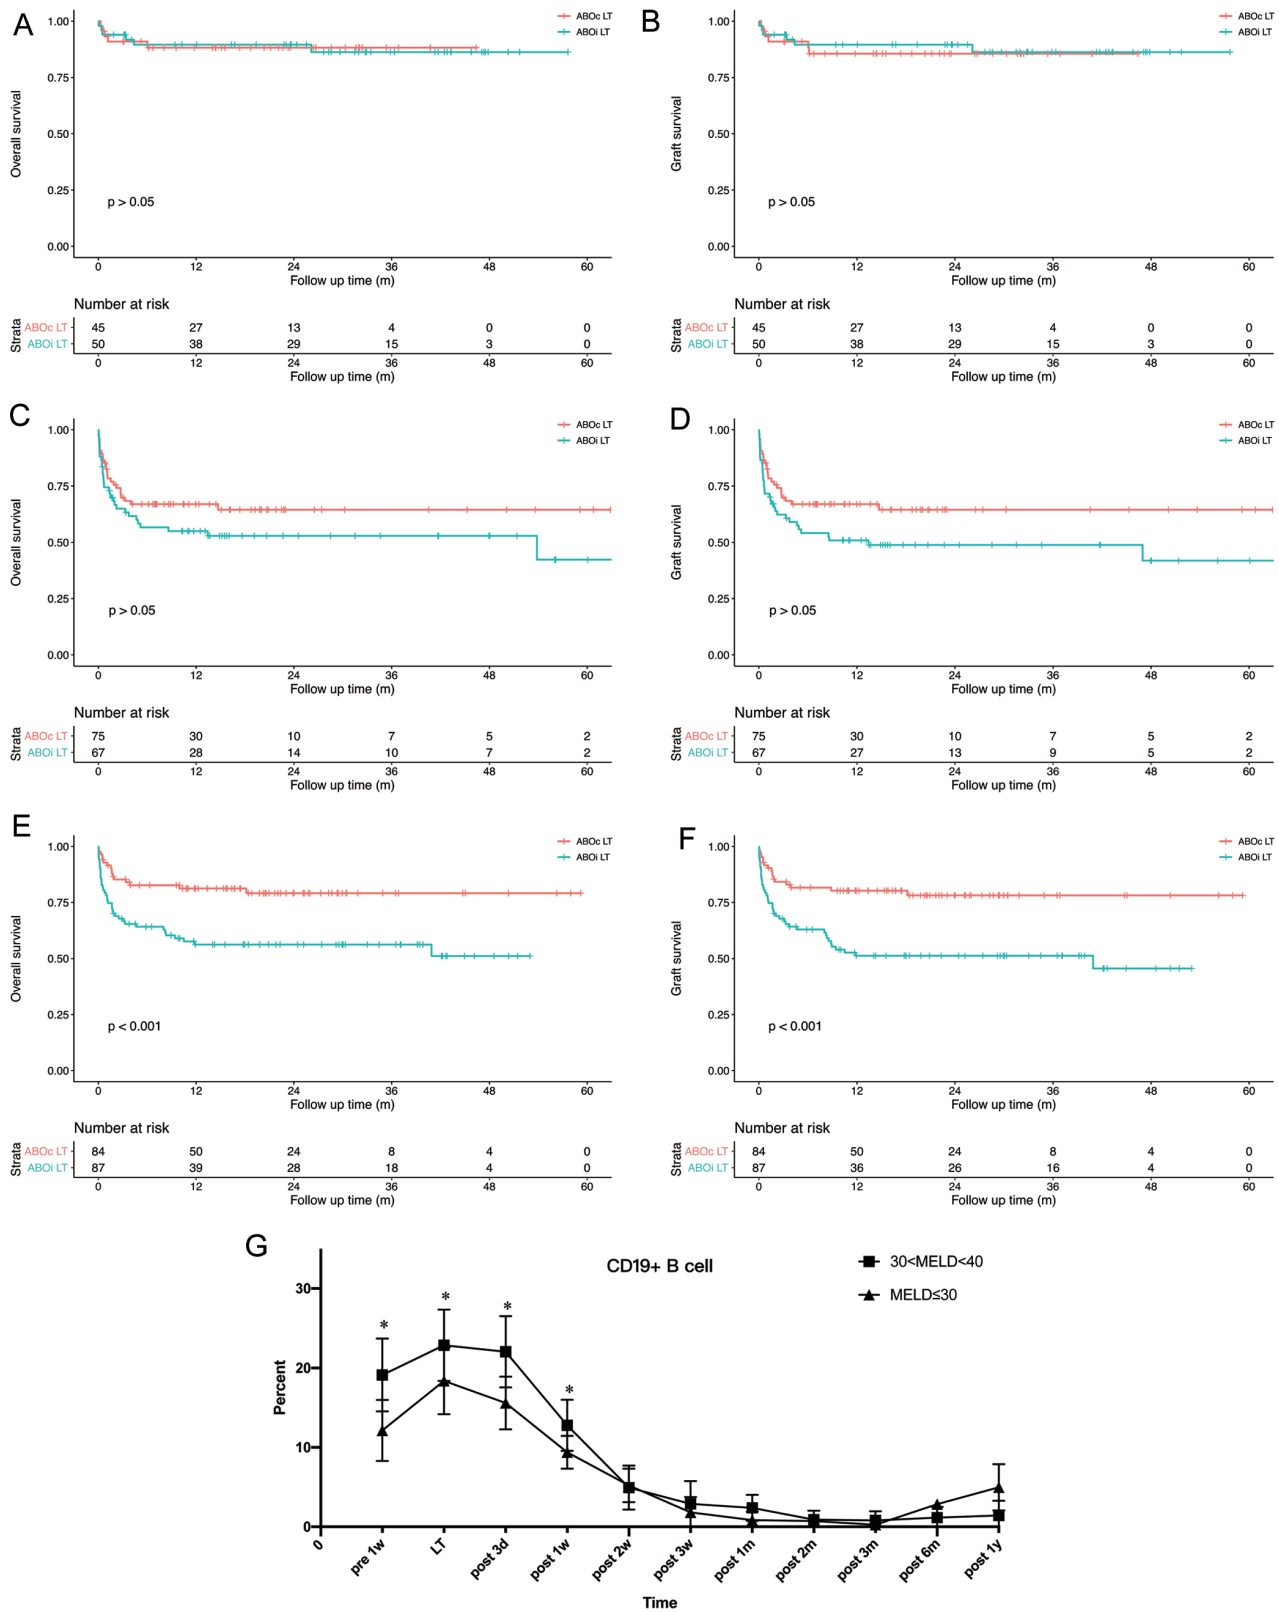 A
1.00
0.75
0.50
0.25
0.00
Overall survival
ABOc LT
ABOi LT
p > 0.05
0 12 24 36 48 60
Follow up time (m)
Number at risk
Strata
ABOc LT 45 27 13 4 0 0
ABOi LT 50 38 29 15 3 0
0 12 24 36 48 60
Follow up time (m)
B
1.00
0.75
0.50
0.25
0.00
Graft survival
ABOc LT
ABOi LT
p > 0.05
0 12 24 36 48 60
Follow up time (m)
Number at risk
Strata
ABOc LT 45 27 13 4 0 0
ABOi LT 50 38 29 15 3 0
0 12 24 36 48 60
Follow up time (m)
C
1.00
0.75
0.50
0.25
0.00
Overall survival
ABOc LT
ABOi LT
p > 0.05
0 12 24 36 48 60
Follow up time (m)
Number at risk
Strata
ABOc LT 75 30 10 7 5 2
ABOi LT 67 28 14 10 7 2
0 12 24 36 48 60
Follow up time (m)
D
1.00
0.75
0.50
0.25
0.00
Graft survival
ABOc LT
ABOi LT
p > 0.05
0 12 24 36 48 60
Follow up time (m)
Number at risk
Strata
ABOc LT 75 30 10 7 5 2
ABOi LT 67 27 13 9 5 2
0 12 24 36 48 60
Follow up time (m)
E
1.00
0.75
0.50
0.25
0.00
Overall survival
ABOc LT
ABOi LT
p < 0.001
0 12 24 36 48 60
Follow up time (m)
Number at risk
Strata
ABOc LT 84 50 24 8 4 0
ABOi LT 87 39 28 18 4 0
0 12 24 36 48 60
Follow up time (m)
F
1.00
0.75
0.50
0.25
0.00
Graft survival
ABOc LT
ABOi LT
p < 0.001
0 12 24 36 48 60
Follow up time (m)
Number at risk
Strata
ABOc LT 84 50 24 8 4 0
ABOi LT 87 36 26 16 4 0
0 12 24 36 48 60
Follow up time (m)
G
CD19+ B cell
30<MELD<40
MELD≤30
30
20
10
0
Percent
* * * *
0 pre 1w LT post 3d post 1w post 2w post 3w post 1m post 2m post 3m post 6m post 1y
Time